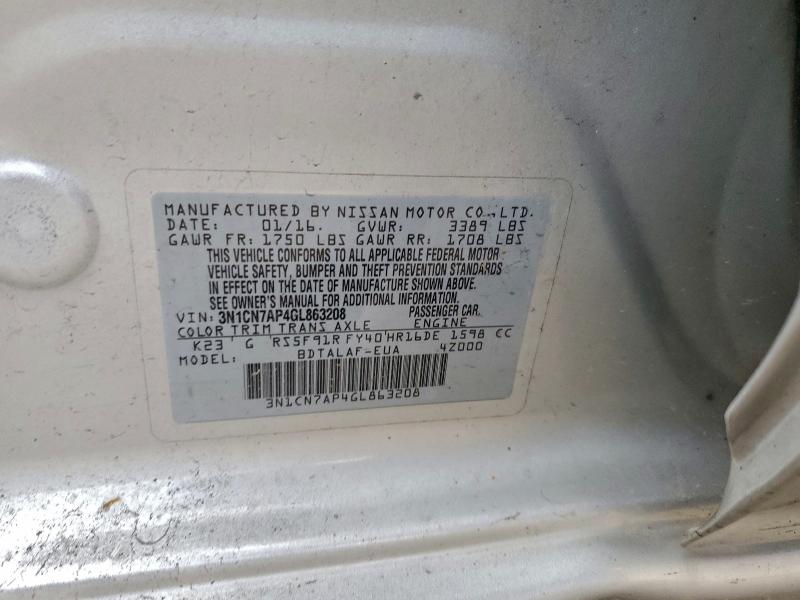 MANUFACTURED BY NISSAN MOTOR CO., LTD.
DATE: 01/16. GVWR: 3389 LBS
GAWR FR: 1750 LBS GAWR RR: 1708 LBS
THIS VEHICLE CONFORMS TO ALL APPLICABLE FEDERAL MOTOR
VEHICLE SAFETY, BUMPER AND THEFT PREVENTION STANDARDS
IN EFFECT ON THE DATE OF MANUFACTURE SHOWN ABOVE.
SEE OWNER'S MANUAL FOR ADDITIONAL INFORMATION.
VIN: 3N1CN7AP4GL863208 PASSENGER CAR.
COLOR TRIM TRANS AXLE ENGINE
K23 G RS5F91R FY40 HR16DE 1598 CC
MODEL: BDTALAF-EUA 4Z000
3N1CN7AP4GL863208